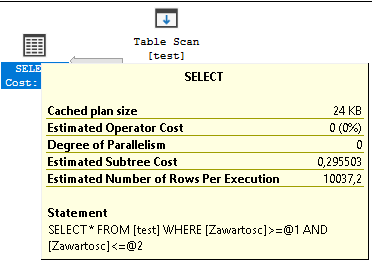 Table Scan
[test]
SELE
Cost:
SELECT
Cached plan size 24 KB
Estimated Operator Cost 0 (0%)
Degree of Parallelism 0
Estimated Subtree Cost 0,295503
Estimated Number of Rows Per Execution 10037,2
Statement
SELECT * FROM [test] WHERE [Zawartosc]>=@1 AND
[Zawartosc]<=@2